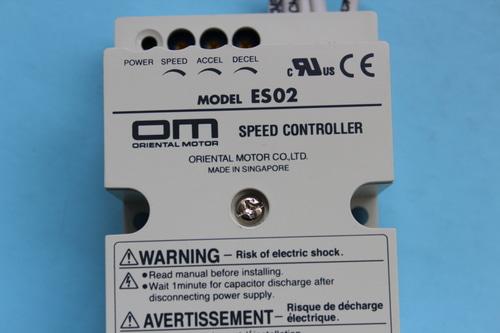 POWER SPEED ACCEL DECEL
c RU US CE
MODEL ES02
OM SPEED CONTROLLER
ORIENTAL MOTOR
ORIENTAL MOTOR CO.,LTD.
MADE IN SINGAPORE
WARNING – Risk of electric shock.
• Read manual before installing.
• Wait 1minute for capacitor discharge after
disconnecting power supply.
AVERTISSEMENT – Risque de décharge
électrique.